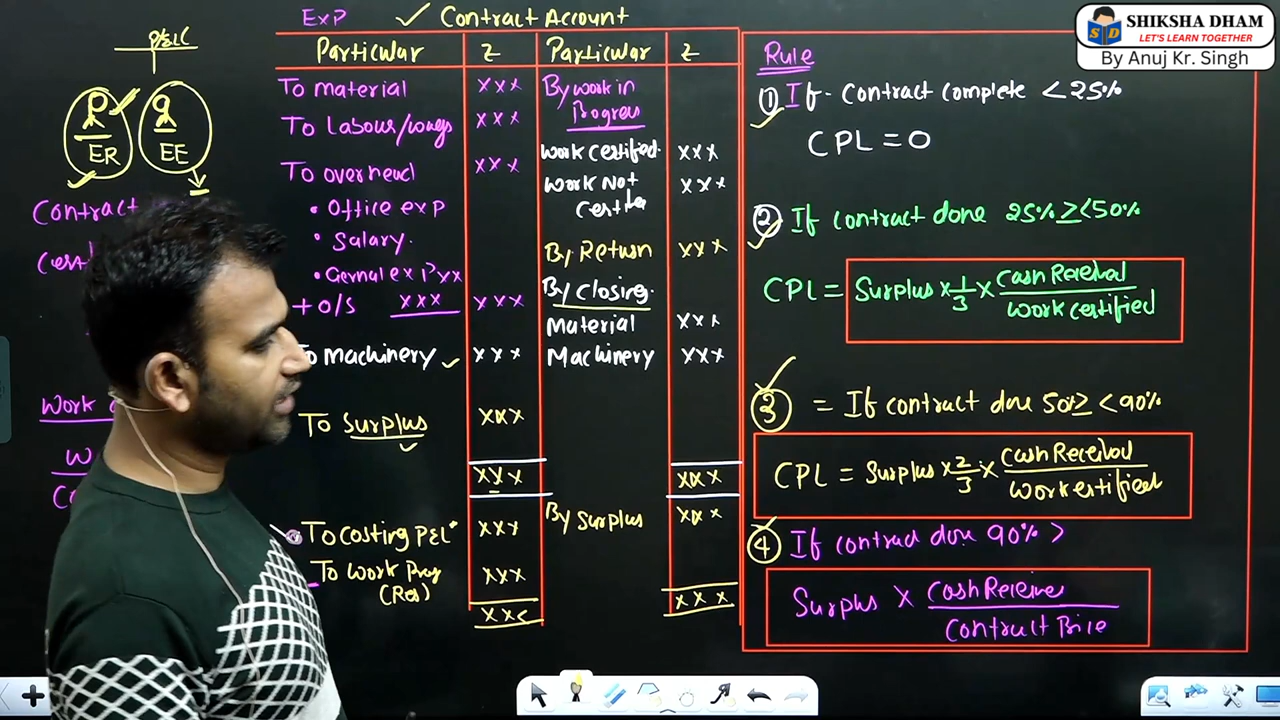 P&LC
P
ER
EE
Contract
Work
ExP
✓ Contract Account
Particular ₹ Particular ₹
To material xxx By work in
Progress
To Labour/wages xxx
Work Certified xxx
To overhead xxx
Work Not xxx
• Office exp
• Salary.
By Return xxx
By Closing.
+ O/S xxx xxx
Material xxx
To machinery ✓ xxx Machinery xxx
To Surplus xxx
xxx xxx
To Costing P&L xxx By Surplus xxx
To Work Prog xxx
(Res)
xxx xxx
Rule
① If Contract complete < 25%
CPL = 0
② If contract done 25% ≥ < 50%
CPL = Surplus × 1/3 × Cash Received / Work certified
③ = If contract done 50% ≥ < 90%
CPL = Surplus × 2/3 × Cash Received / Work certified
④ If contract done 90% >
Surplus × Cash Receive / Contract Price
SHIKSHA DHAM
LET'S LEARN TOGETHER
By Anuj Kr. Singh
SD